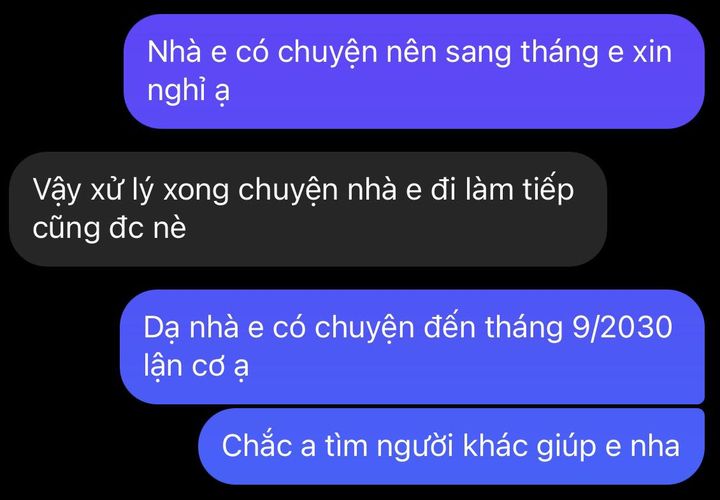 Nhà e có chuyện nên sang tháng e xin
nghỉ ạ
Vậy xử lý xong chuyện nhà e đi làm tiếp
cũng đc nè
Dạ nhà e có chuyện đến tháng 9/2030
lận cơ ạ
Chắc a tìm người khác giúp e nha